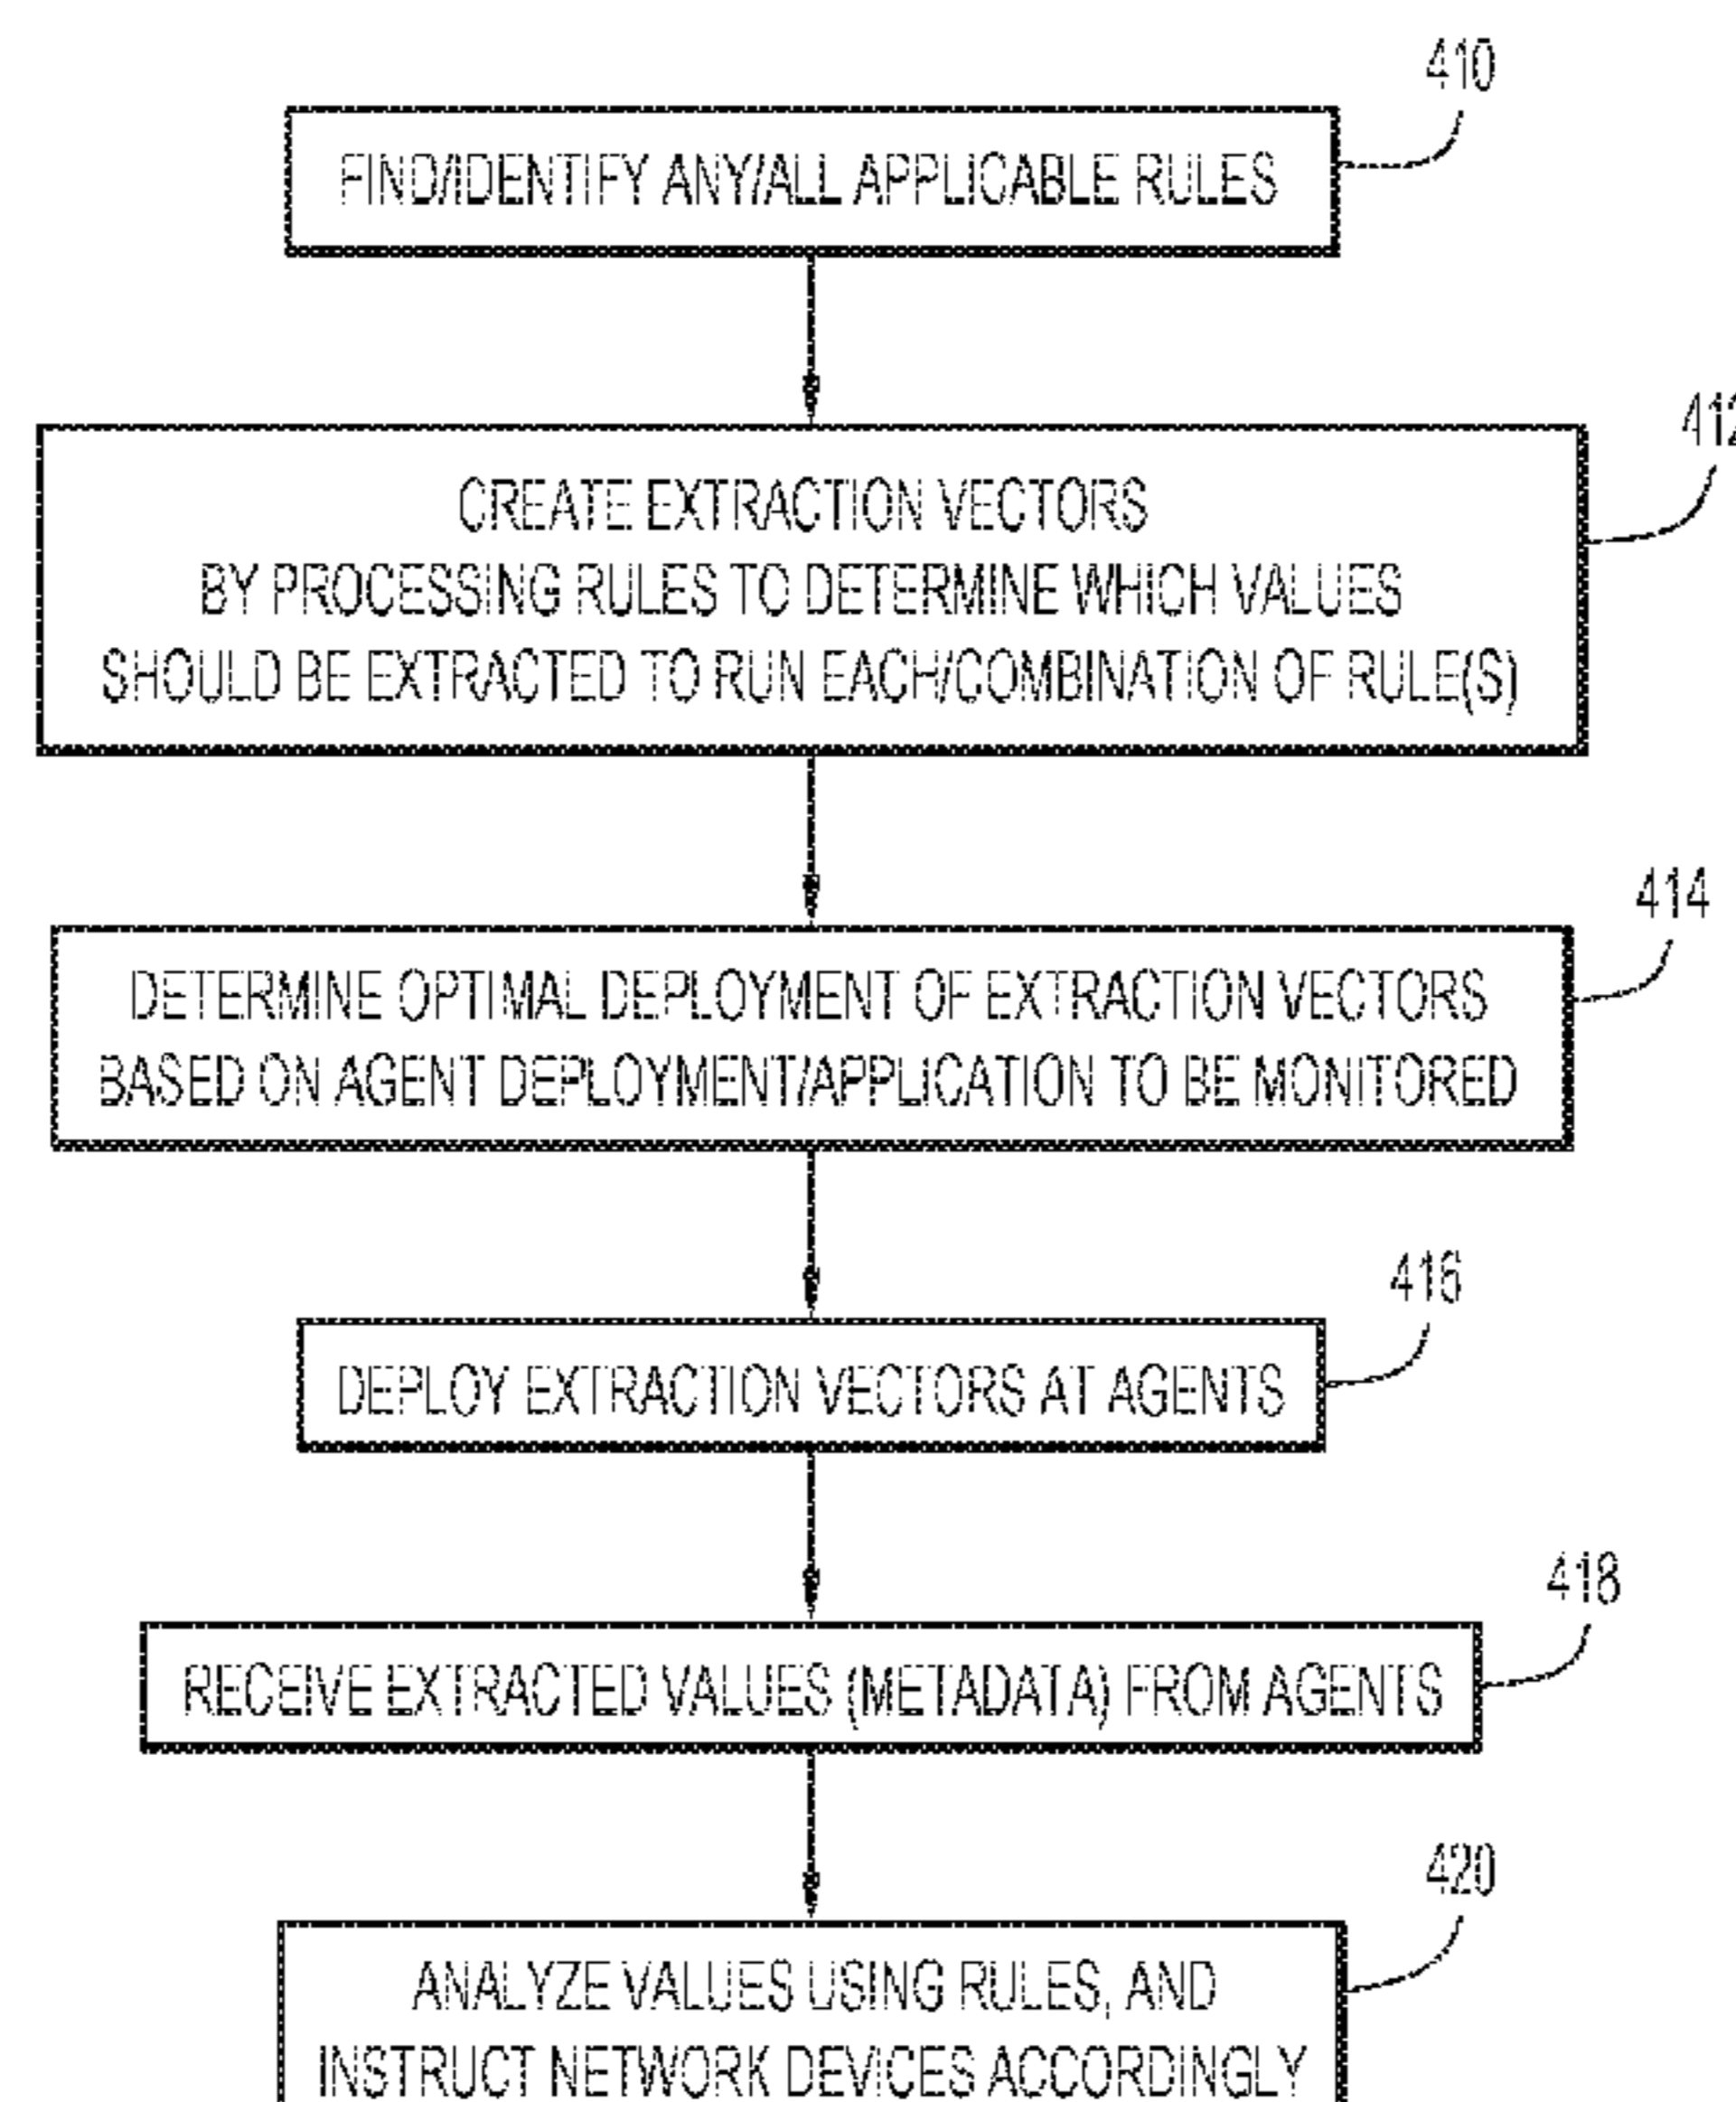 410
FIND/IDENTIFY ANY/ALL APPLICABLE RULES
412
CREATE EXTRACTION VECTORS
BY PROCESSING RULES TO DETERMINE WHICH VALUES
SHOULD BE EXTRACTED TO RUN EACH/COMBINATION OF RULE(S)
414
DETERMINE OPTIMAL DEPLOYMENT OF EXTRACTION VECTORS
BASED ON AGENT DEPLOYMENT/APPLICATION TO BE MONITORED
416
DEPLOY EXTRACTION VECTORS AT AGENTS
418
RECEIVE EXTRACTED VALUES (METADATA) FROM AGENTS
420
ANALYZE VALUES USING RULES, AND
INSTRUCT NETWORK DEVICES ACCORDINGLY